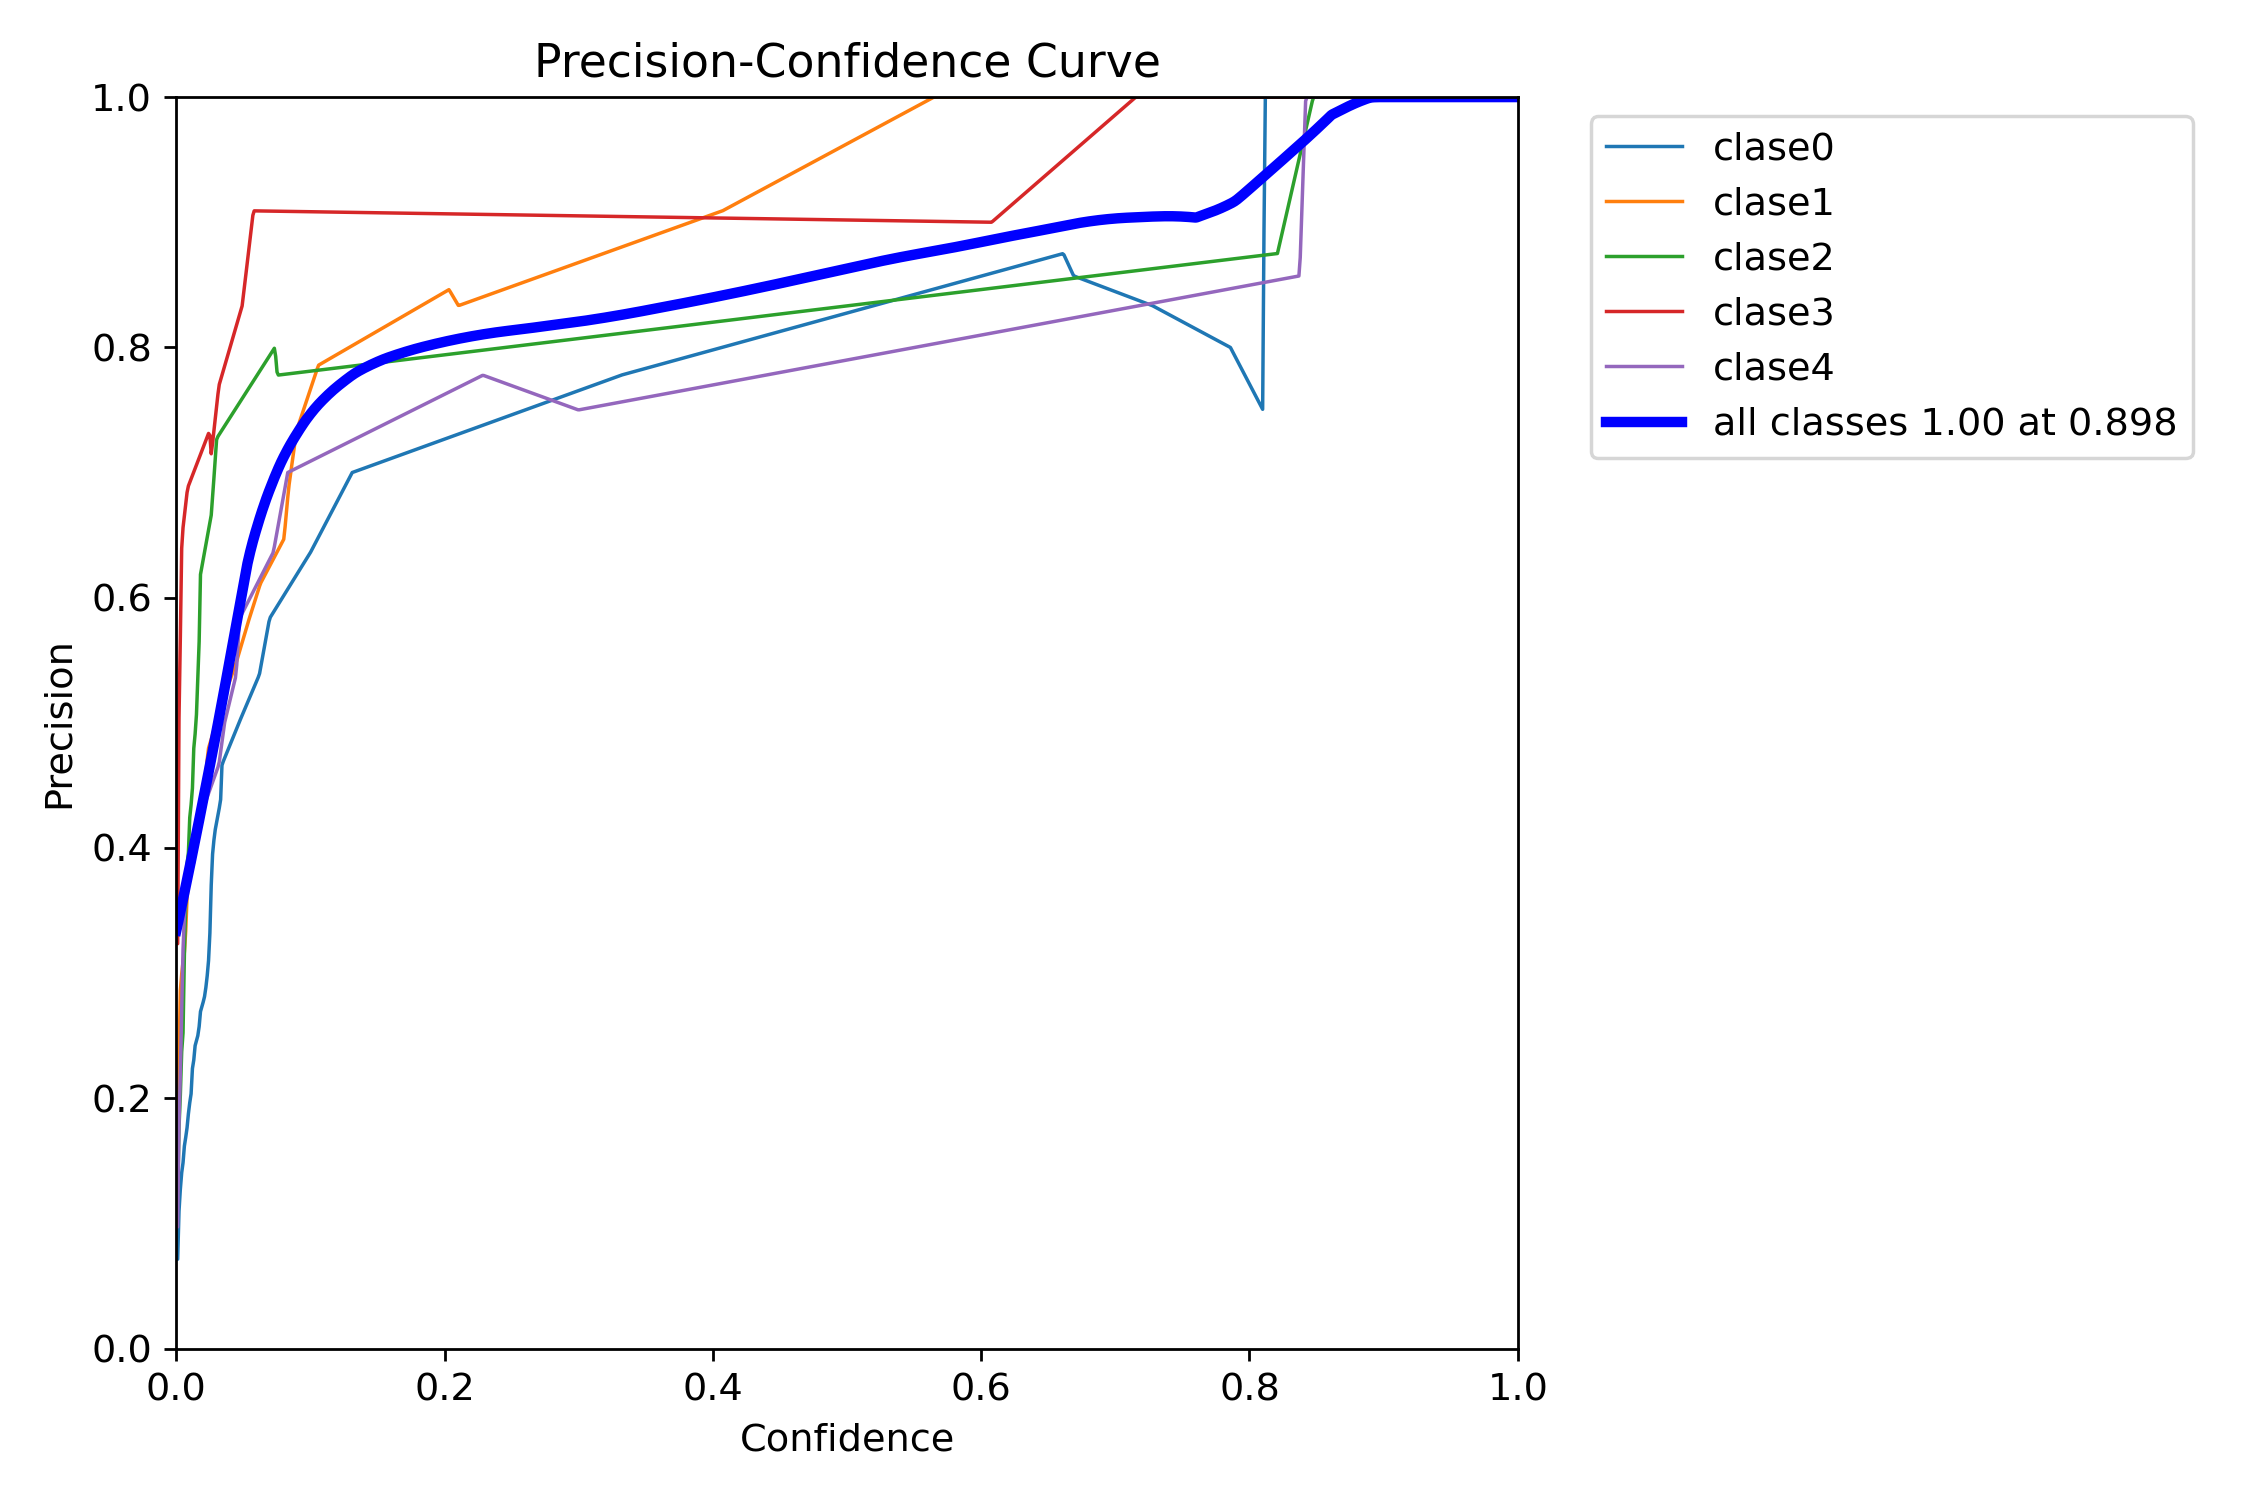 Precision-Confidence Curve
1.0
0.8
0.6
0.4
0.2
0.0
Precision
0.0 0.2 0.4 0.6 0.8 1.0
Confidence
clase0
clase1
clase2
clase3
clase4
all classes 1.00 at 0.898